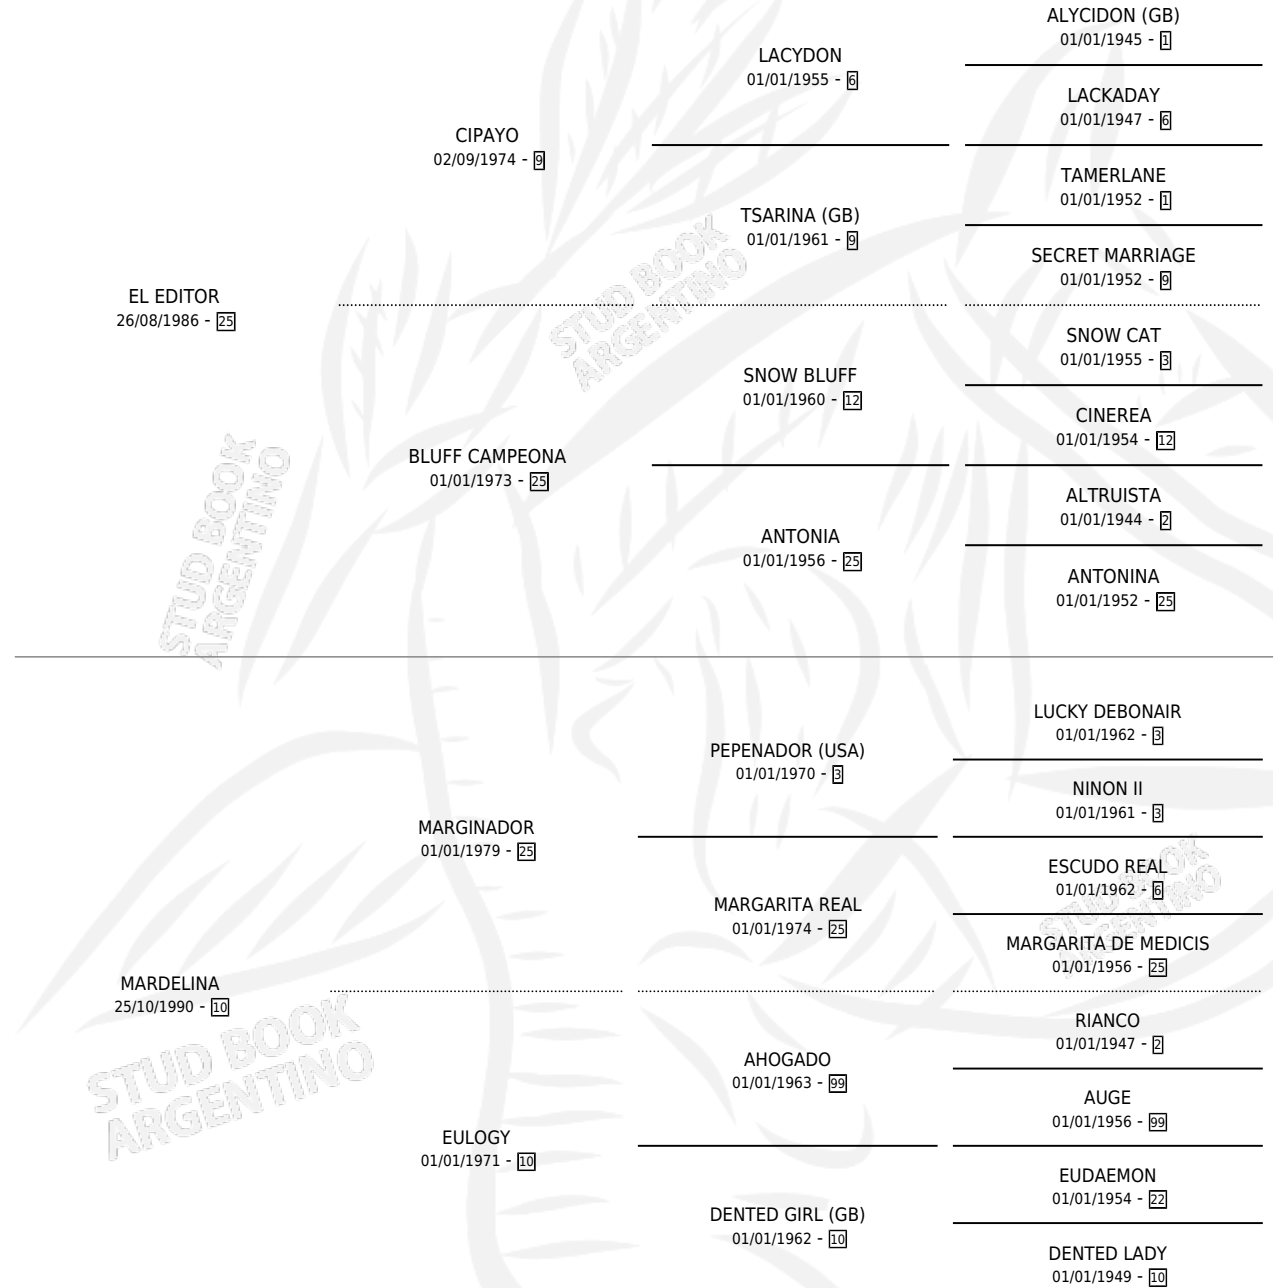 ALYCIDON (GB)
01/01/1945 - 1
LACYDON
01/01/1955 - 6
LACKADAY
01/01/1947 - 6
CIPAYO
02/09/1974 - 9
TAMERLANE
01/01/1952 - 1
TSARINA (GB)
01/01/1961 - 9
SECRET MARRIAGE
01/01/1952 - 9
EL EDITOR
26/08/1986 - 25
STUD BOOK
ARGENTINO
SNOW CAT
01/01/1955 - 3
SNOW BLUFF
01/01/1960 - 12
CINEREA
01/01/1954 - 12
BLUFF CAMPEONA
01/01/1973 - 25
ALTRUISTA
01/01/1944 - 2
ANTONIA
01/01/1956 - 25
ANTONINA
01/01/1952 - 25
STUD BOOK
ARGENTINO
LUCKY DEBONAIR
01/01/1962 - 3
PEPENADOR (USA)
01/01/1970 - 3
NINON II
01/01/1961 - 3
MARGINADOR
01/01/1979 - 25
ESCUDO REAL
01/01/1962 - 6
MARGARITA REAL
01/01/1974 - 25
MARGARITA DE MEDICIS
01/01/1956 - 25
STUD BOOK
ARGENTINO
MARDELINA
25/10/1990 - 10
RIANCO
01/01/1947 - 2
AHOGADO
01/01/1963 - 99
AUGE
01/01/1956 - 99
STUD BOOK
ARGENTINO
EULOGY
01/01/1971 - 10
EUDAEMON
01/01/1954 - 22
DENTED GIRL (GB)
01/01/1962 - 10
DENTED LADY
01/01/1949 - 10